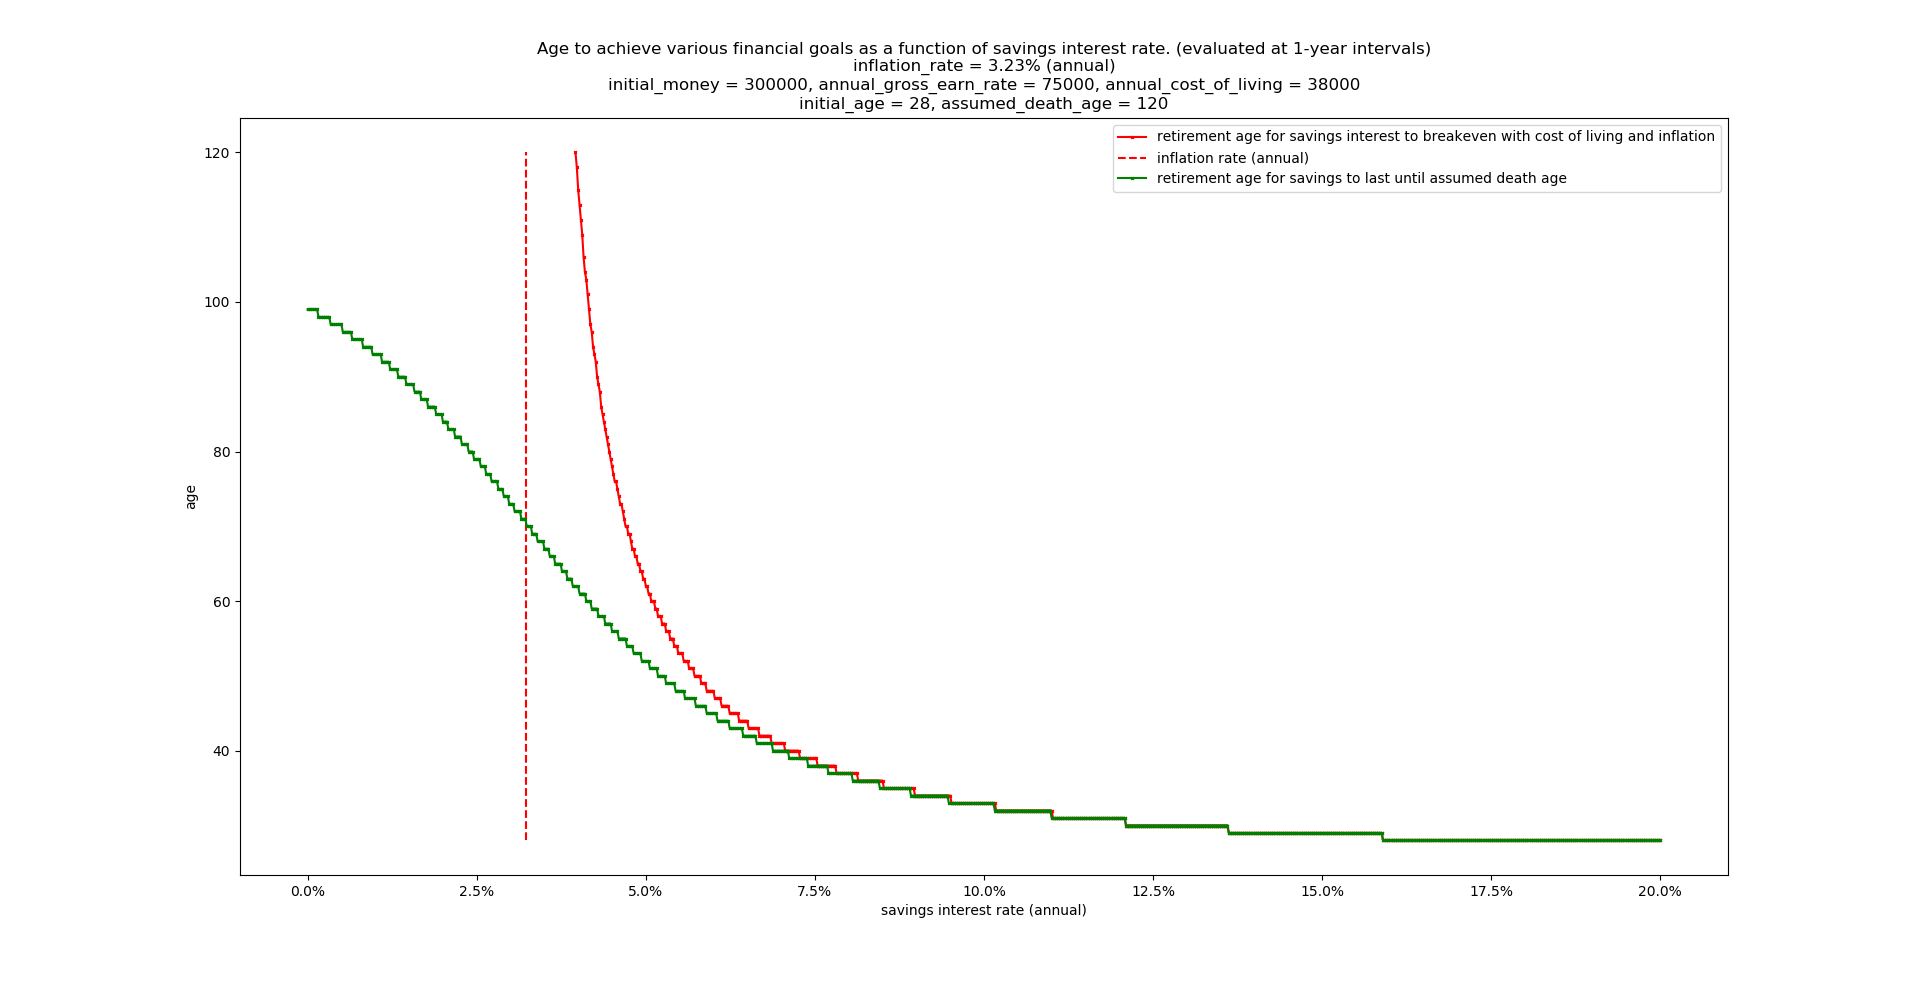 Age to achieve various financial goals as a function of savings interest rate. (evaluated at 1-year intervals)
inflation_rate = 3.23% (annual)
initial_money = 300000, annual_gross_earn_rate = 75000, annual_cost_of_living = 38000
initial_age = 28, assumed_death_age = 120
retirement age for savings interest to breakeven with cost of living and inflation
inflation rate (annual)
retirement age for savings to last until assumed death age
120
100
80
60
40
age
0.0%
2.5%
5.0%
7.5%
10.0%
12.5%
15.0%
17.5%
20.0%
savings interest rate (annual)